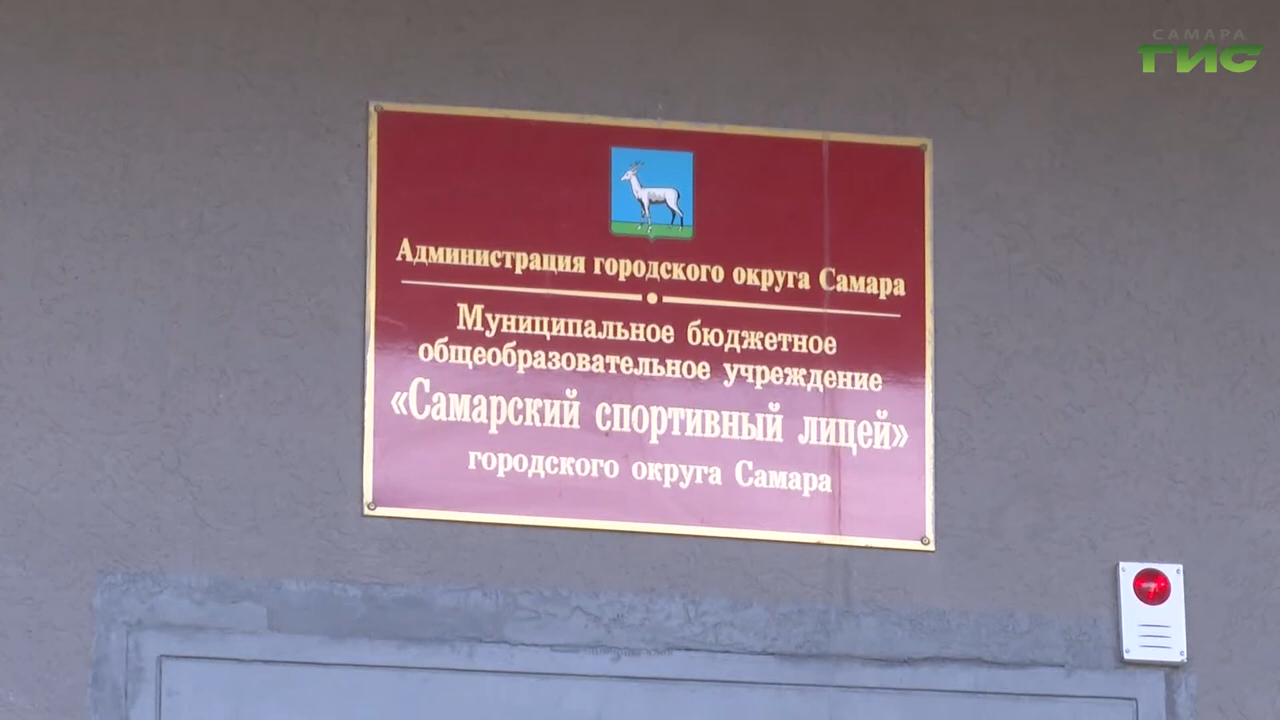 САМАРА
ГИС
Администрация городского округа Самара
Муниципальное бюджетное
общеобразовательное учреждение
«Самарский спортивный лицей»
городского округа Самара